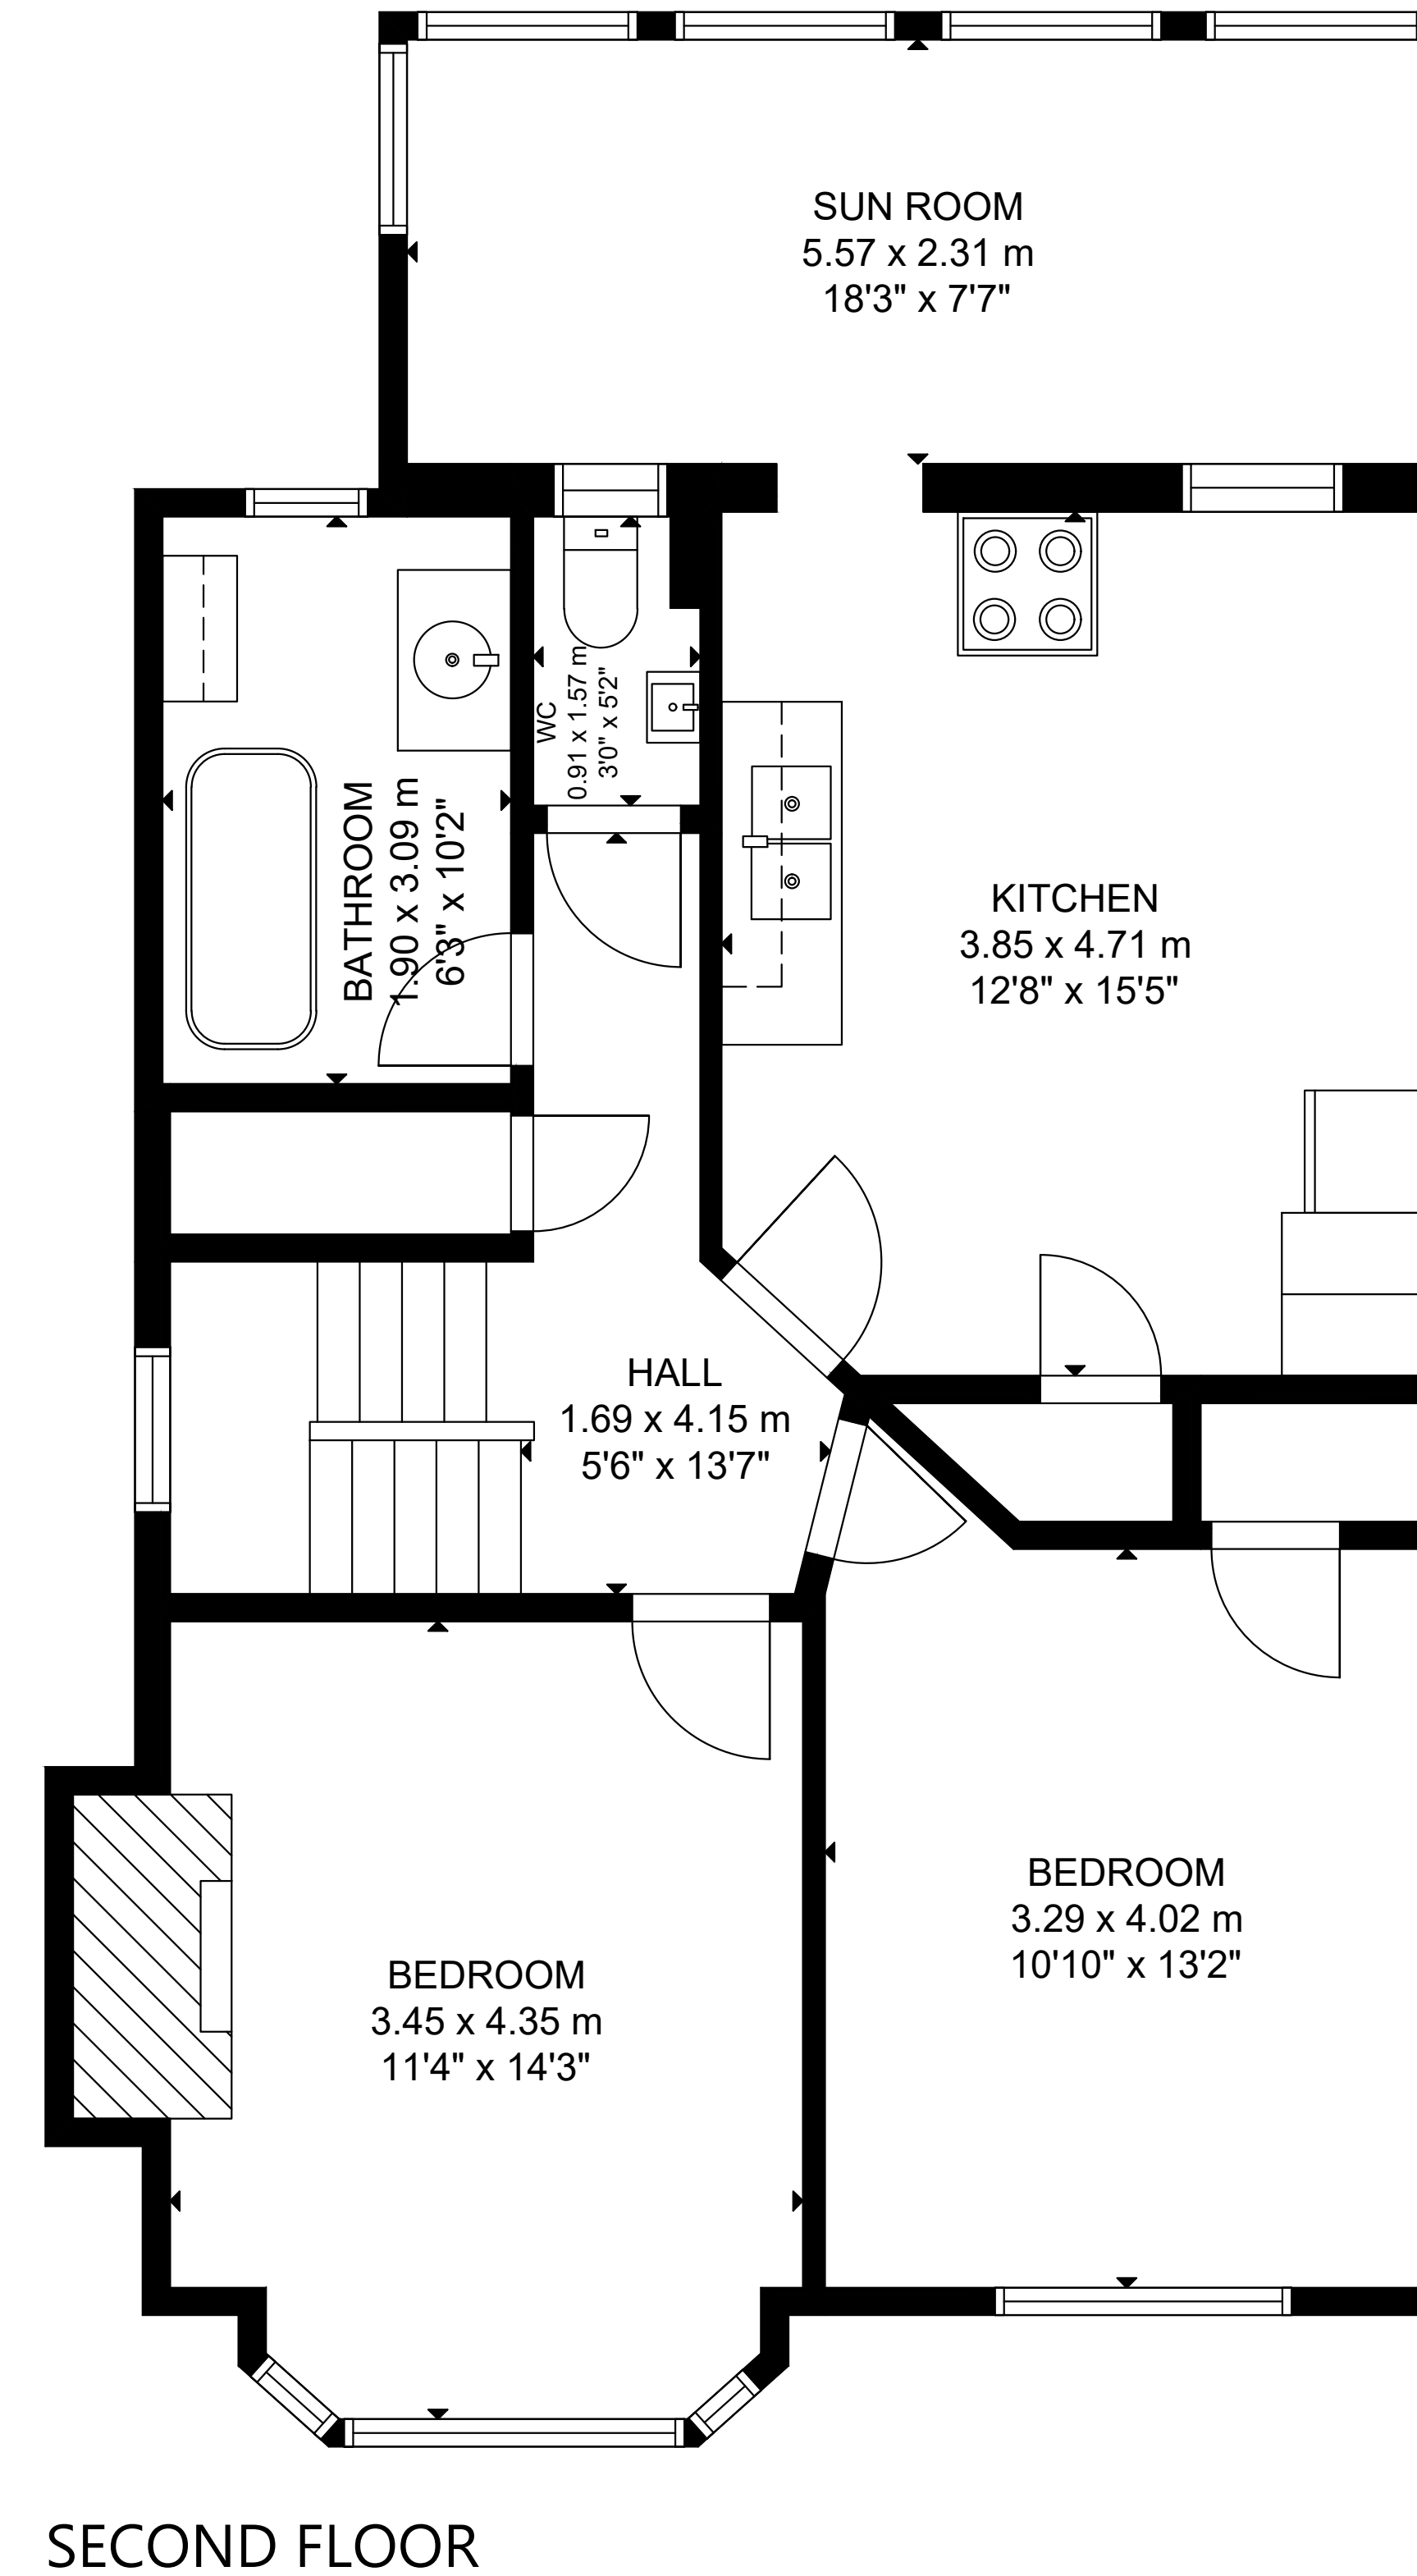 SUN ROOM
5.57 x 2.31 m
18'3" x 7'7"
WC
0.91 x 1.57 m
3'0" x 5'2"
BATHROOM
1.90 x 3.09 m
6'3" x 10'2"
KITCHEN
3.85 x 4.71 m
12'8" x 15'5"
HALL
1.69 x 4.15 m
5'6" x 13'7"
BEDROOM
3.29 x 4.02 m
10'10" x 13'2"
BEDROOM
3.45 x 4.35 m
11'4" x 14'3"
SECOND FLOOR